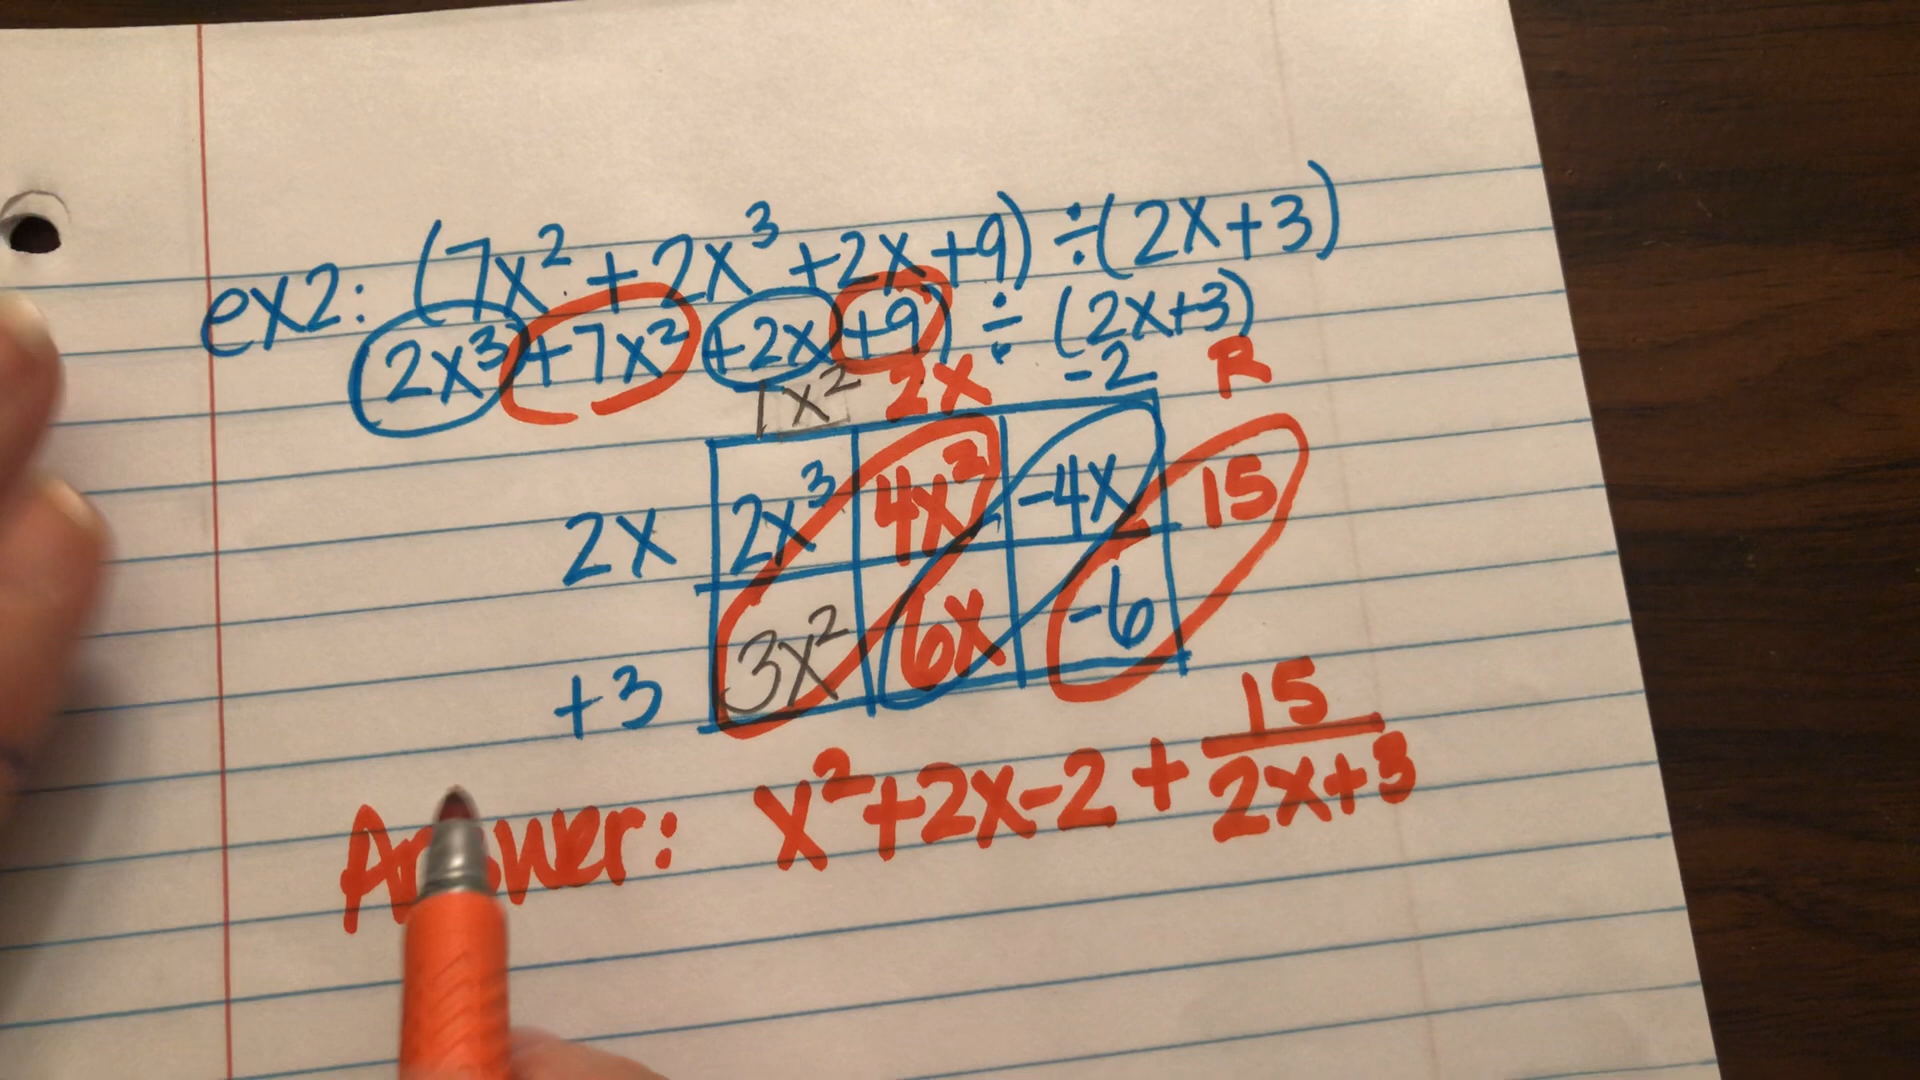 ex2: (7x² + 2x³ + 2x + 9) ÷ (2x+3)
2x³ +7x² +2x +9) ÷ (2x+3)
1x² 2x -2 R
2x 2x³ 4x² -4x 15
+3 3x² 6x -6
Answer: x²+2x-2 + 15/2x+3